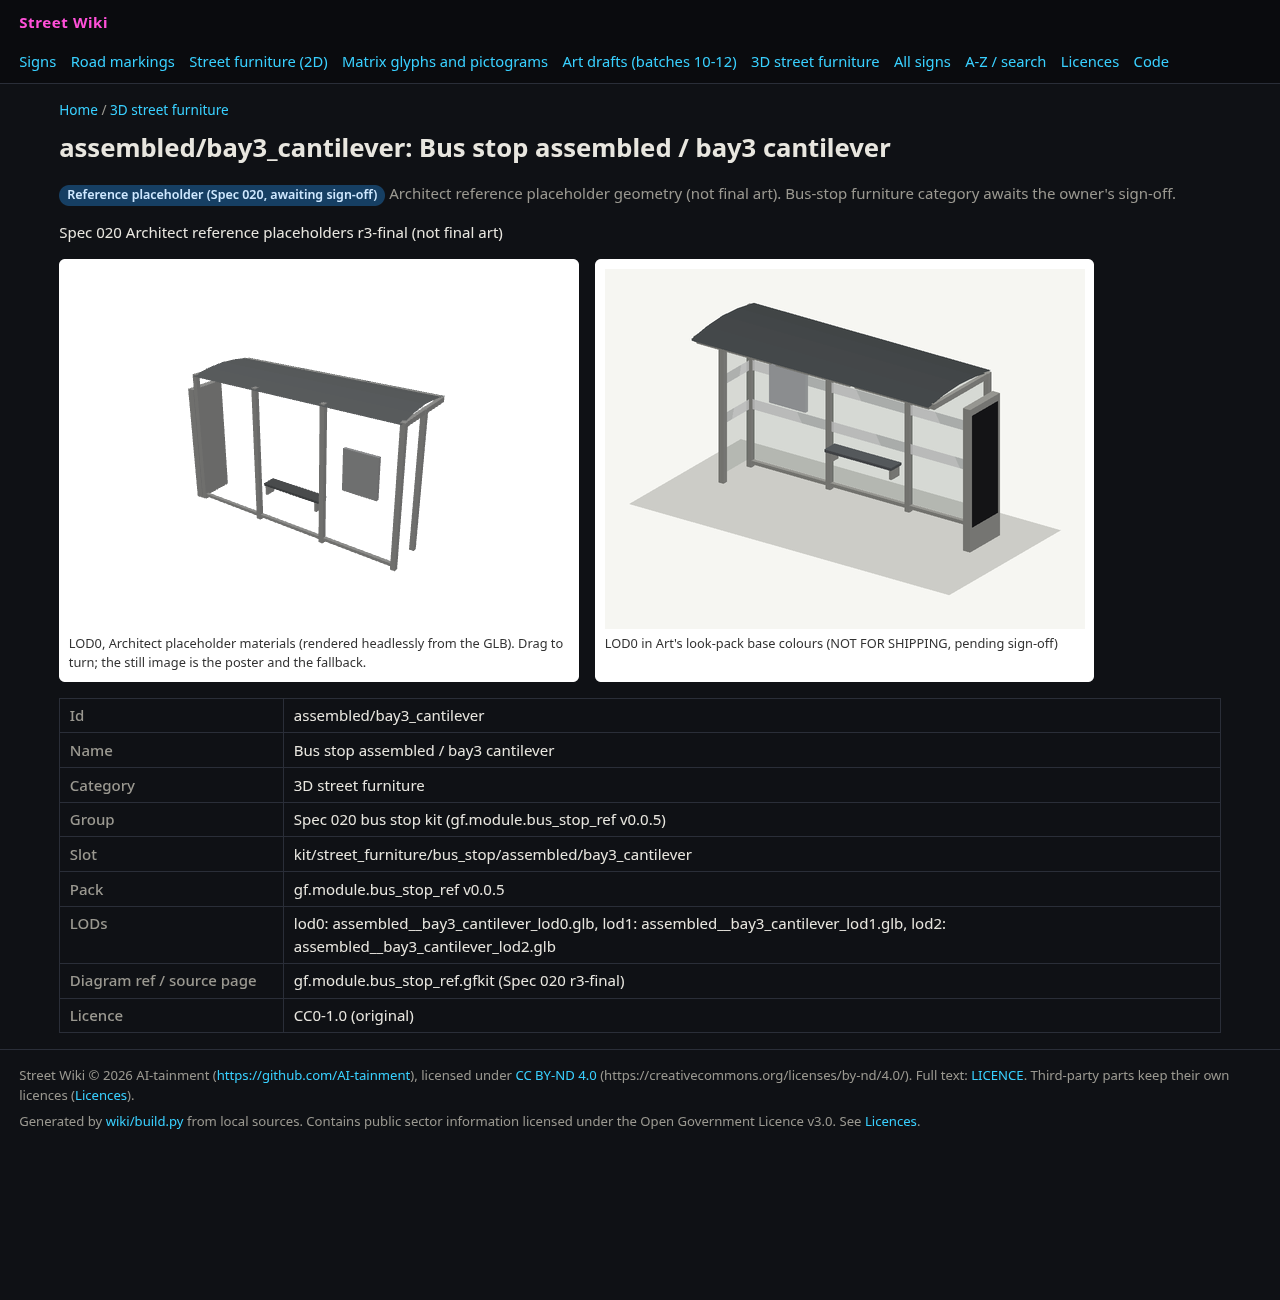 Street Wiki
Signs Road markings Street furniture (2D) Matrix glyphs and pictograms Art drafts (batches 10-12) 3D street furniture All signs A-Z / search Licences Code
Home / 3D street furniture
assembled/bay3_cantilever: Bus stop assembled / bay3 cantilever
Reference placeholder (Spec 020, awaiting sign-off) Architect reference placeholder geometry (not final art). Bus-stop furniture category awaits the owner's sign-off.
Spec 020 Architect reference placeholders r3-final (not final art)
LOD0, Architect placeholder materials (rendered headlessly from the GLB). Drag to
turn; the still image is the poster and the fallback.
LOD0 in Art's look-pack base colours (NOT FOR SHIPPING, pending sign-off)
Id assembled/bay3_cantilever
Name Bus stop assembled / bay3 cantilever
Category 3D street furniture
Group Spec 020 bus stop kit (gf.module.bus_stop_ref v0.0.5)
Slot kit/street_furniture/bus_stop/assembled/bay3_cantilever
Pack gf.module.bus_stop_ref v0.0.5
LODs lod0: assembled__bay3_cantilever_lod0.glb, lod1: assembled__bay3_cantilever_lod1.glb, lod2:
assembled__bay3_cantilever_lod2.glb
Diagram ref / source page gf.module.bus_stop_ref.gfkit (Spec 020 r3-final)
Licence CC0-1.0 (original)
Street Wiki © 2026 AI-tainment (https://github.com/AI-tainment), licensed under CC BY-ND 4.0 (https://creativecommons.org/licenses/by-nd/4.0/). Full text: LICENCE. Third-party parts keep their own
licences (Licences).
Generated by wiki/build.py from local sources. Contains public sector information licensed under the Open Government Licence v3.0. See Licences.